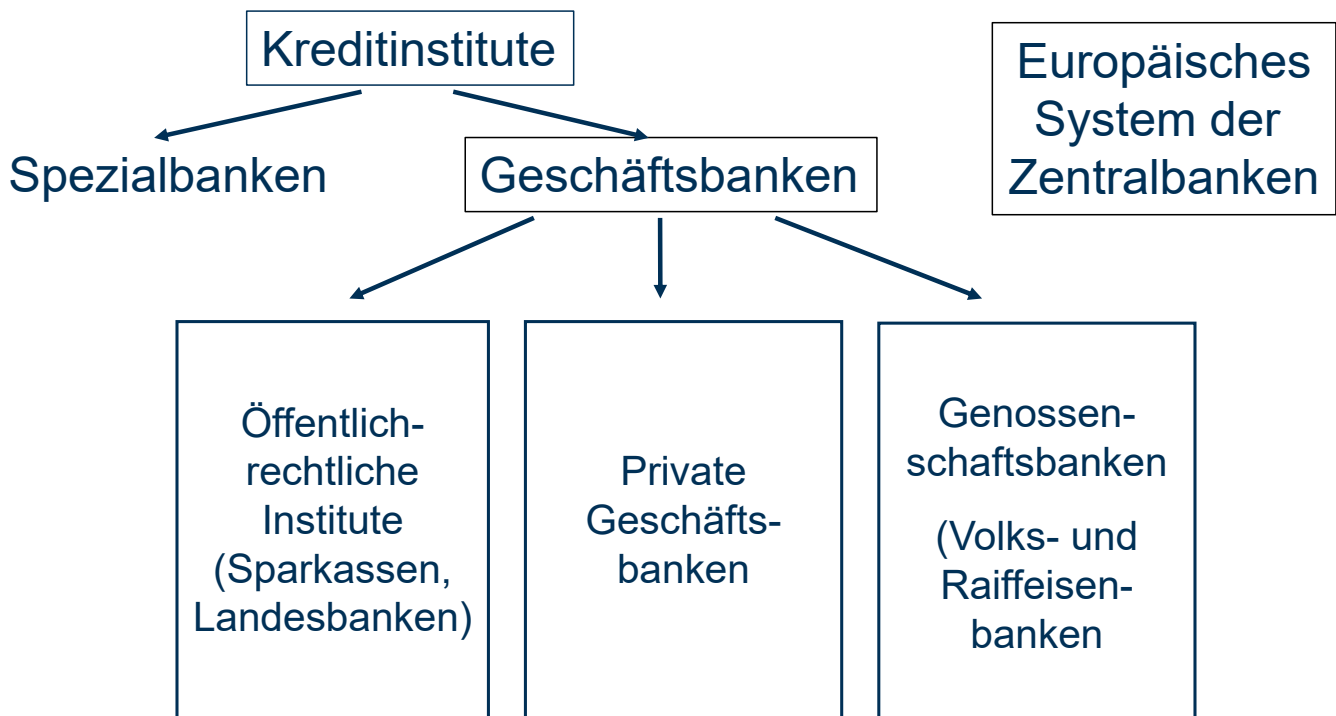 Kreditinstitute
Europäisches
System der
Zentralbanken
Spezialbanken
Geschäftsbanken
Öffentlich-
rechtliche
Institute
(Sparkassen,
Landesbanken)
Private
Geschäfts-
banken
Genossen-
schaftsbanken
(Volks- und
Raiffeisen-
banken